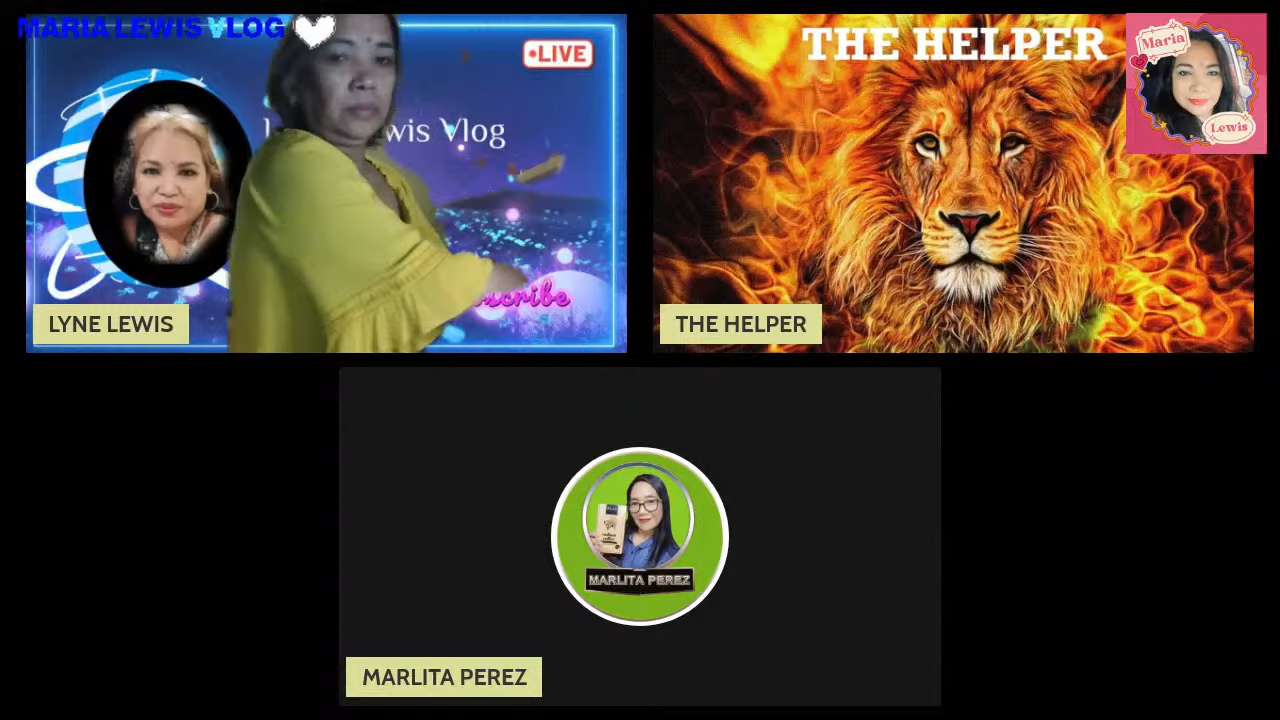 MARIA LEWIS VLOG
LIVE
wis Vlog
scribe
LYNE LEWIS
THE HELPER
Maria
Lewis
THE HELPER
MARLITA PEREZ
MARLITA PEREZ